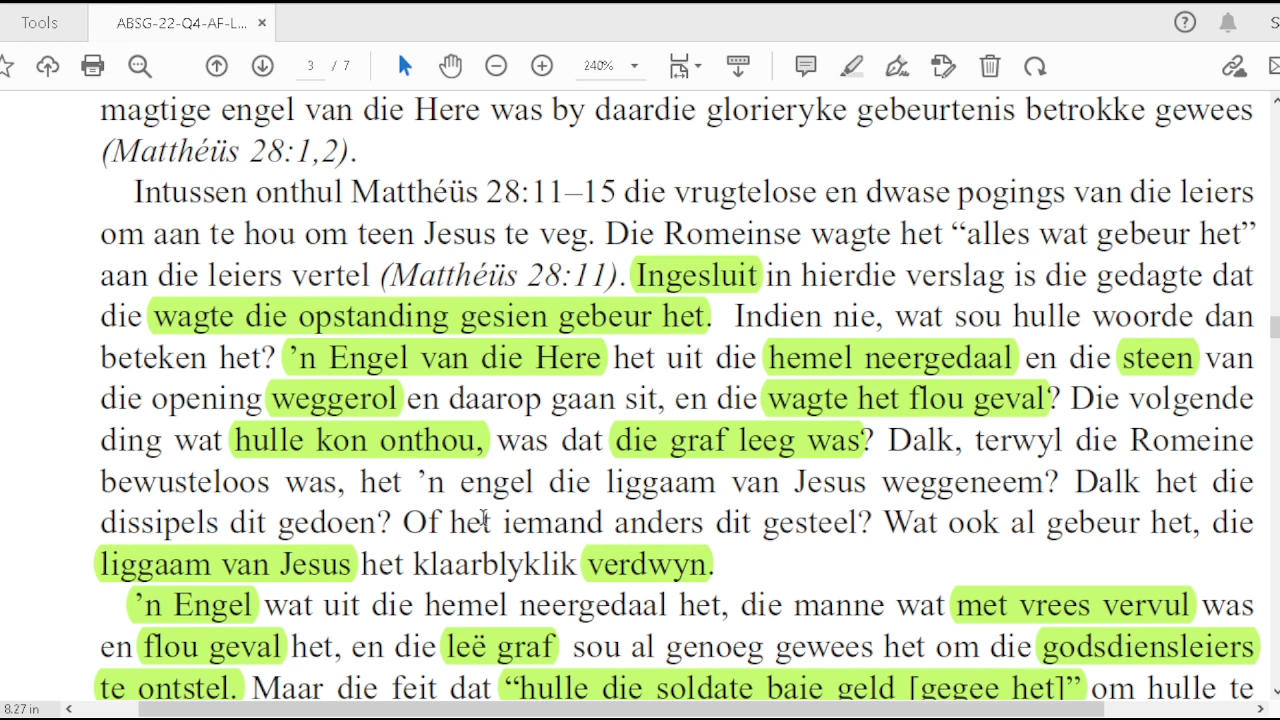 Tools ABSG-22-Q4-AF-L... ×
3 / 7 240%
magtige engel van die Here was by daardie glorieryke gebeurtenis betrokke gewees
(Matthéüs 28:1,2).
Intussen onthul Matthéüs 28:11–15 die vrugtelose en dwase pogings van die leiers
om aan te hou om teen Jesus te veg. Die Romeinse wagte het “alles wat gebeur het”
aan die leiers vertel (Matthéüs 28:11). Ingesluit in hierdie verslag is die gedagte dat
die wagte die opstanding gesien gebeur het. Indien nie, wat sou hulle woorde dan
beteken het? ’n Engel van die Here het uit die hemel neergedaal en die steen van
die opening weggerol en daarop gaan sit, en die wagte het flou geval? Die volgende
ding wat hulle kon onthou, was dat die graf leeg was? Dalk, terwyl die Romeine
bewusteloos was, het ’n engel die liggaam van Jesus weggeneem? Dalk het die
dissipels dit gedoen? Of het iemand anders dit gesteel? Wat ook al gebeur het, die
liggaam van Jesus het klaarblyklik verdwyn.
’n Engel wat uit die hemel neergedaal het, die manne wat met vrees vervul was
en flou geval het, en die leë graf sou al genoeg gewees het om die godsdiensleiers
te ontstel. Maar die feit dat “hulle die soldate baie geld [gegee het]” om hulle te
8.27 in